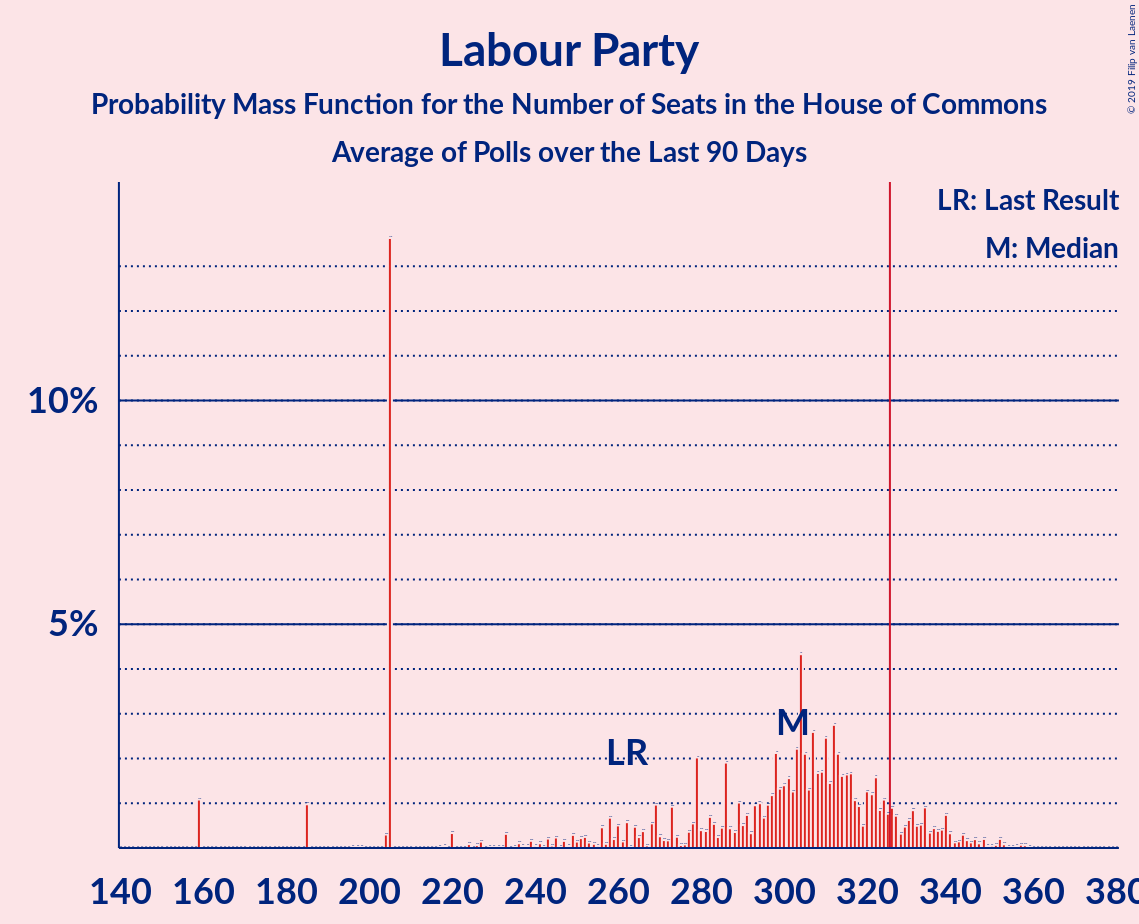 Labour Party
Probability Mass Function for the Number of Seats in the House of Commons
Average of Polls over the Last 90 Days
© 2019 Filip van Laenen
LR: Last Result
M: Median
10%
5%
M
LR
140 160 180 200 220 240 260 280 300 320 340 360 380